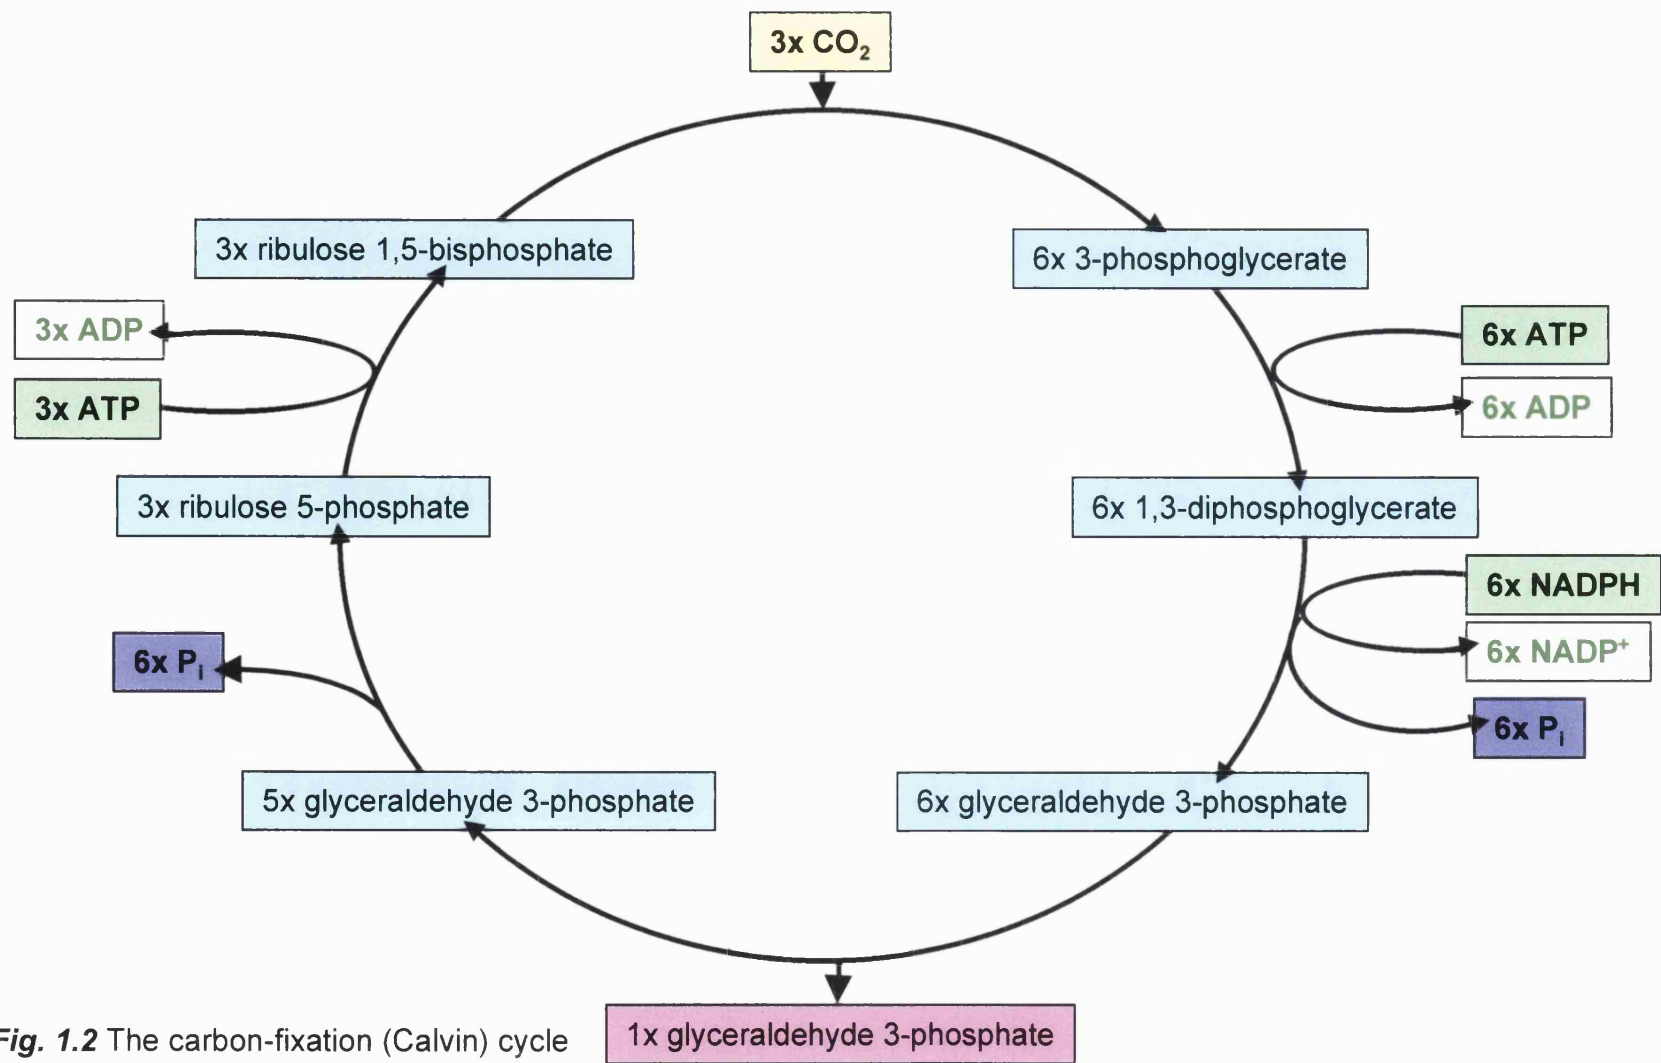 3x CO₂
3x ribulose 1,5-bisphosphate
6x 3-phosphoglycerate
3x ADP
6x ATP
3x ATP
6x ADP
3x ribulose 5-phosphate
6x 1,3-diphosphoglycerate
6x NADPH
6x Pᵢ
6x NADP⁺
6x Pᵢ
5x glyceraldehyde 3-phosphate
6x glyceraldehyde 3-phosphate
Fig. 1.2 The carbon-fixation (Calvin) cycle
1x glyceraldehyde 3-phosphate